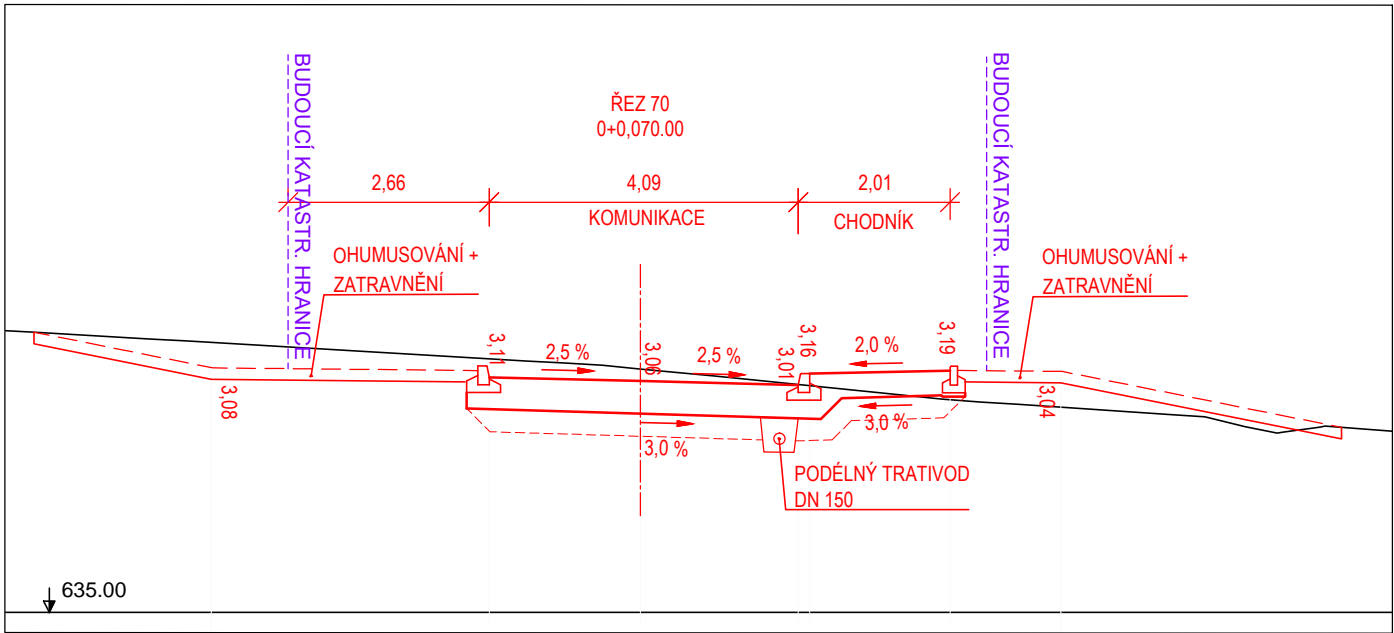 BUDOUCÍ KATASTR. HRANICE
ŘEZ 70
0+0,070.00
BUDOUCÍ KATASTR. HRANICE
2,66
4,09
2,01
KOMUNIKACE
CHODNÍK
OHUMUSOVÁNÍ +
ZATRAVNĚNÍ
OHUMUSOVÁNÍ +
ZATRAVNĚNÍ
3,11
2,5 %
3,06
2,5 %
3,01
3,16
2,0 %
3,19
3,08
3,04
3,0 %
3,0 %
PODÉLNÝ TRATIVOD
DN 150
635.00